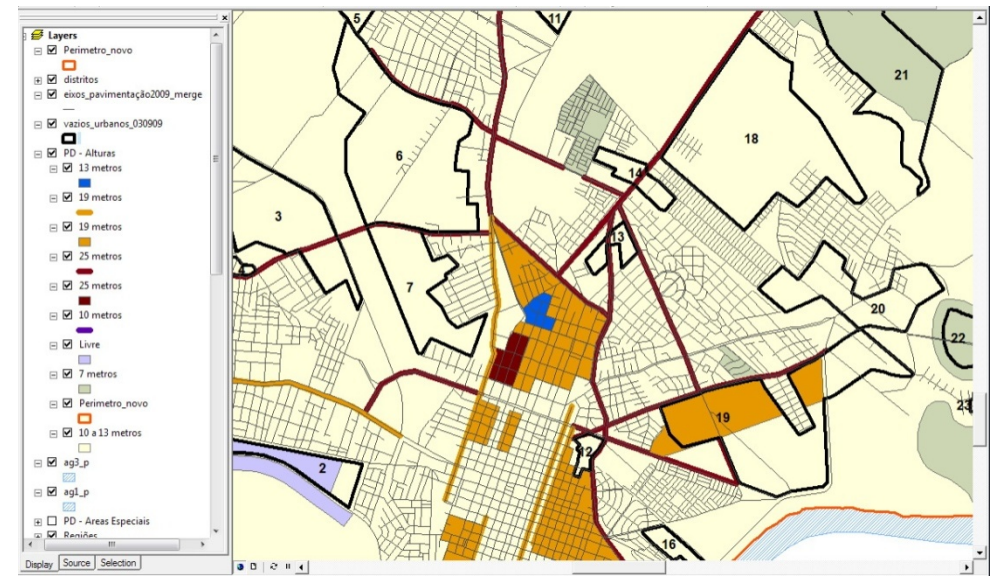 Layers
Perimetro_novo
distritos
eixos_pavimentação2009_merge
vazios_urbanos_030909
PD - Alturas
13 metros
19 metros
19 metros
25 metros
25 metros
10 metros
Livre
7 metros
Perimetro_novo
10 a 13 metros
ag3_p
ag1_p
PD - Areas Especiais
Regiões
Display Source Selection
5
11
21
18
6
14
3
13
7
20
22
19
23
12
2
16